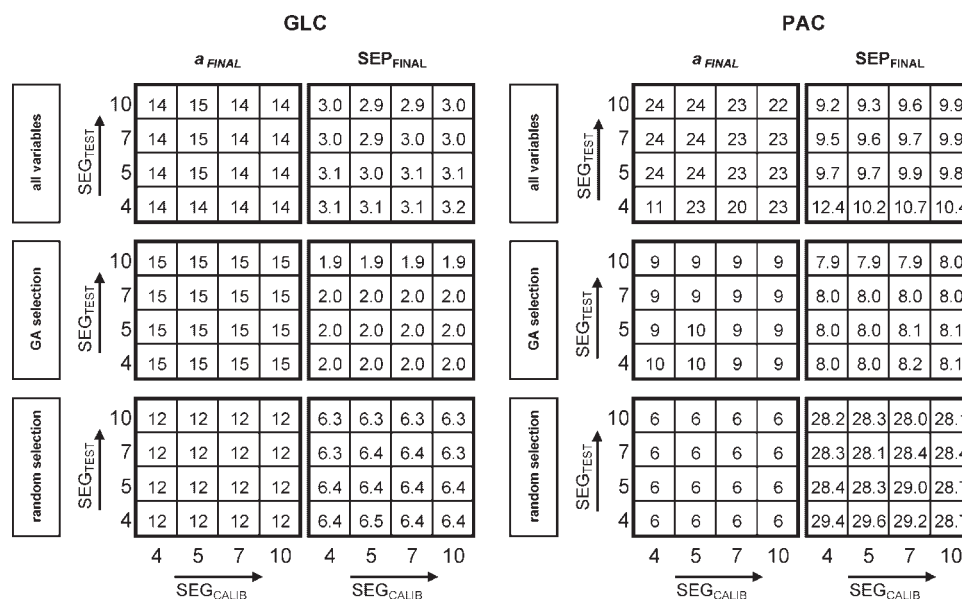 GLC PAC
a FINAL SEPFINAL a FINAL SEPFINAL
all variables
SEGTEST
10 14 15 14 14 3.0 2.9 2.9 3.0
7 14 15 14 14 3.0 2.9 3.0 3.0
5 14 15 14 14 3.1 3.0 3.1 3.1
4 14 14 14 14 3.1 3.1 3.1 3.2
all variables
SEGTEST
10 24 24 23 22 9.2 9.3 9.6 9.9
7 24 24 23 23 9.5 9.6 9.7 9.9
5 24 24 23 23 9.7 9.7 9.9 9.8
4 11 23 20 23 12.4 10.2 10.7 10.4
GA selection
SEGTEST
10 15 15 15 15 1.9 1.9 1.9 1.9
7 15 15 15 15 2.0 2.0 2.0 2.0
5 15 15 15 15 2.0 2.0 2.0 2.0
4 15 15 15 15 2.0 2.0 2.0 2.0
GA selection
SEGTEST
10 9 9 9 9 7.9 7.9 7.9 8.0
7 9 9 9 9 8.0 8.0 8.0 8.0
5 9 10 9 9 8.0 8.0 8.1 8.1
4 10 10 9 9 8.0 8.0 8.2 8.1
random selection
SEGTEST
10 12 12 12 12 6.3 6.3 6.3 6.3
7 12 12 12 12 6.3 6.4 6.4 6.3
5 12 12 12 12 6.4 6.4 6.4 6.4
4 12 12 12 12 6.4 6.5 6.4 6.4
random selection
SEGTEST
10 6 6 6 6 28.2 28.3 28.0
7 6 6 6 6 28.3 28.1 28.4 28.4
5 6 6 6 6 28.4 28.3 29.0
4 6 6 6 6 29.4 29.6 29.2
4 5 7 10 4 5 7 10 4 5 7 10 4 5 7 10
SEGCALIB SEGCALIB SEGCALIB SEGCALIB